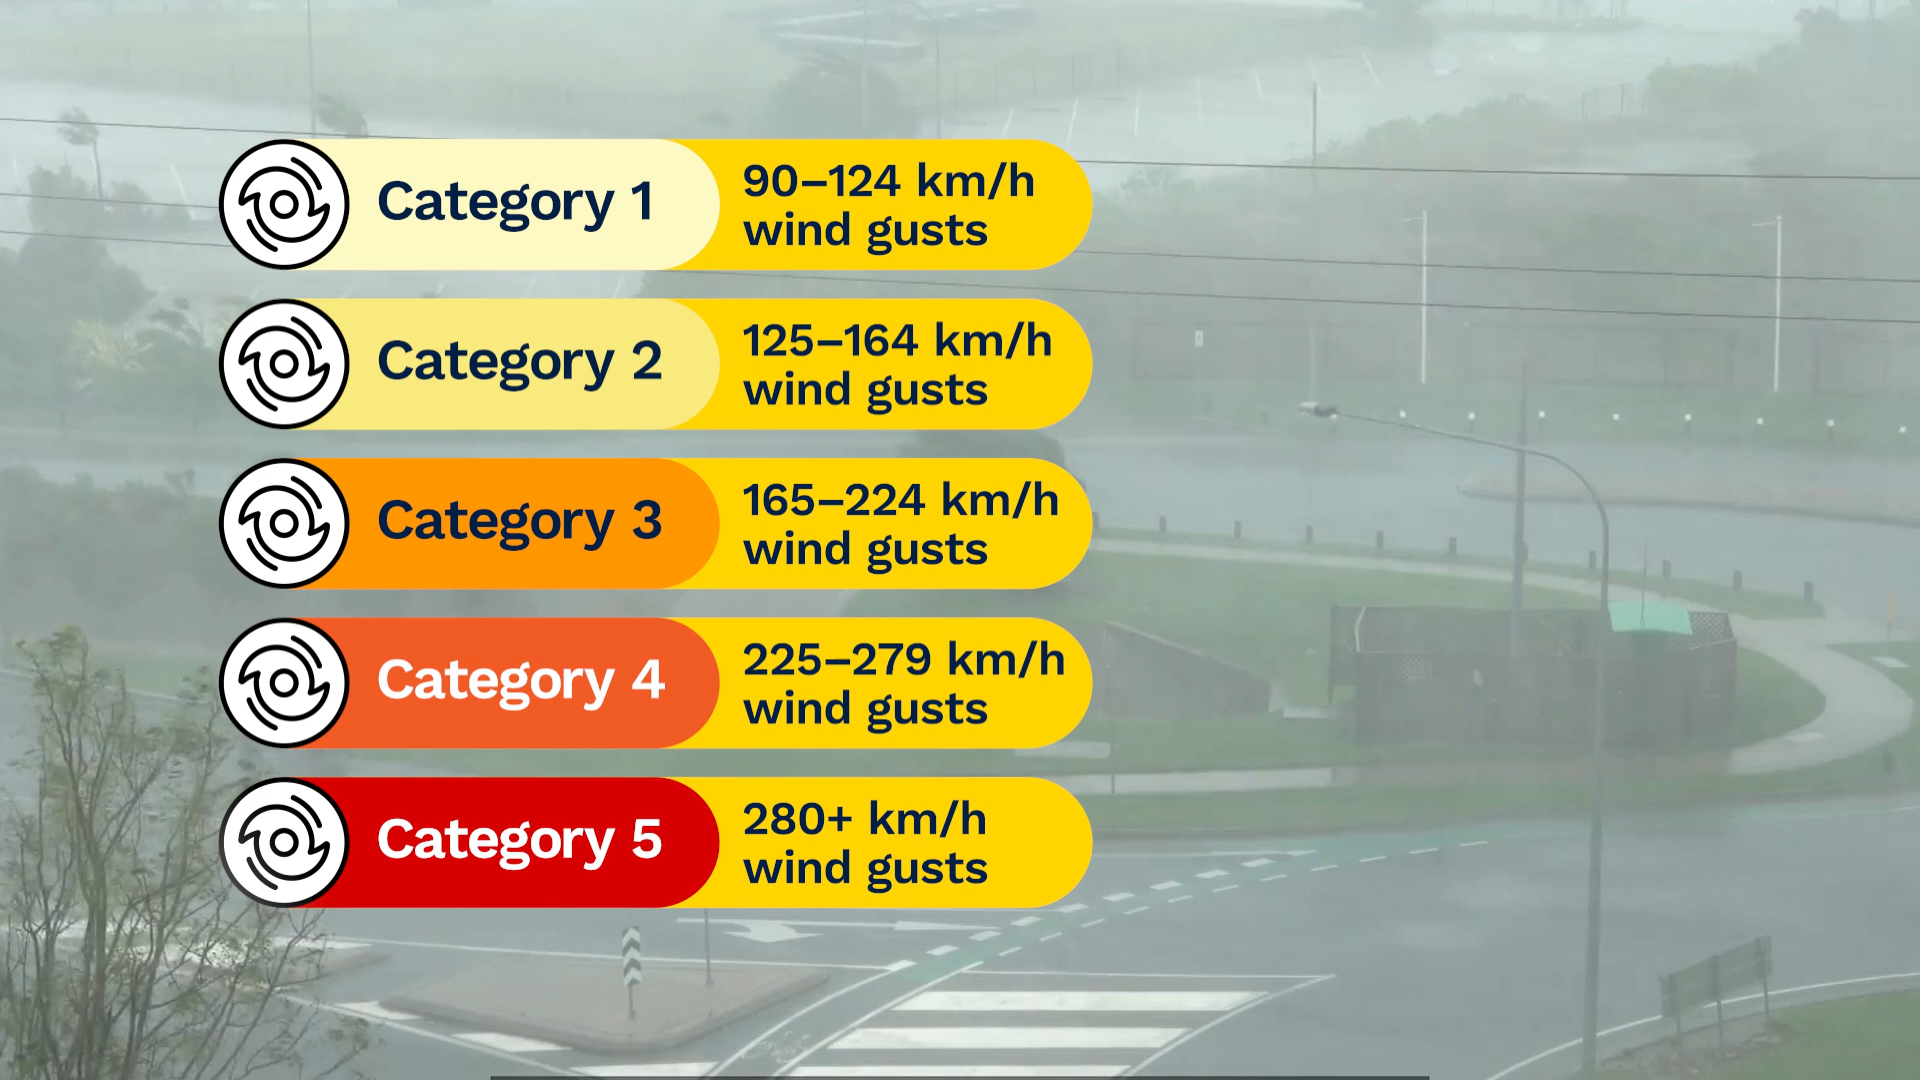 Category 1
90–124 km/h
wind gusts
Category 2
125–164 km/h
wind gusts
Category 3
165–224 km/h
wind gusts
Category 4
225–279 km/h
wind gusts
Category 5
280+ km/h
wind gusts